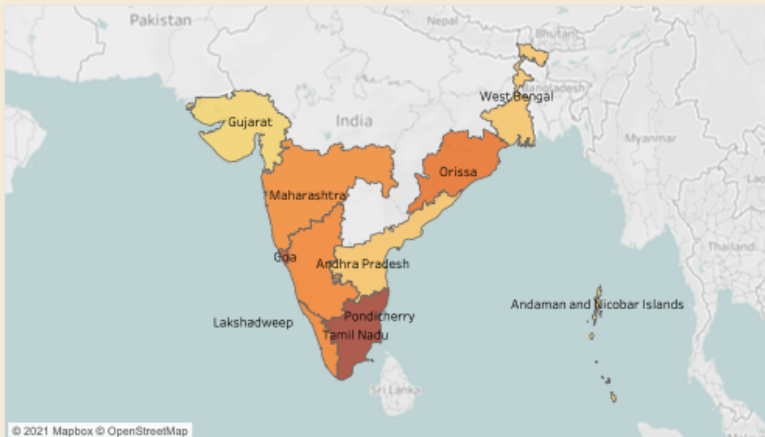 Pakistan
Nepal
Bhutan
Bangladesh
West Bengal
Gujarat
India
Myanmar
Orissa
Maharashtra
Thailand
Goa
Andhra Pradesh
Andaman and Nicobar Islands
Lakshadweep
Pondicherry
Tamil Nadu
Sri Lanka
© 2021 Mapbox © OpenStreetMap